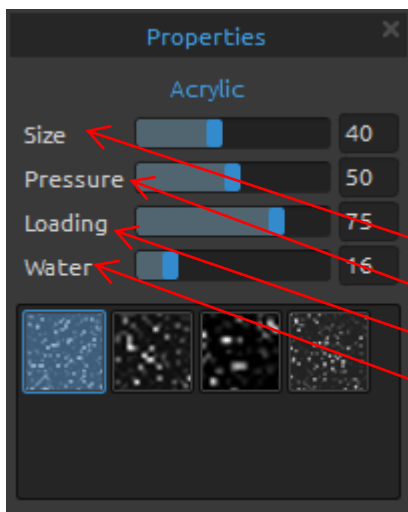 Properties
Acrylic
Size 40
Pressure 50
Loading 75
Water 16